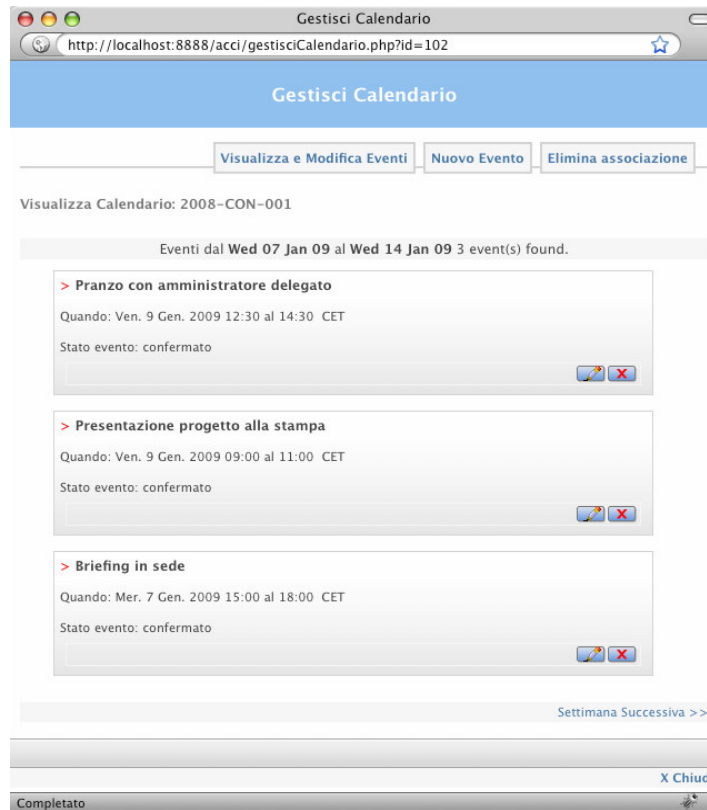 Gestisci Calendario
http://localhost:8888/acci/gestisciCalendario.php?id=102
Gestisci Calendario
Visualizza e Modifica Eventi Nuovo Evento Elimina associazione
Visualizza Calendario: 2008-CON-001
Eventi dal Wed 07 Jan 09 al Wed 14 Jan 09 3 event(s) found.
> Pranzo con amministratore delegato
Quando: Ven. 9 Gen. 2009 12:30 al 14:30 CET
Stato evento: confermato
> Presentazione progetto alla stampa
Quando: Ven. 9 Gen. 2009 09:00 al 11:00 CET
Stato evento: confermato
> Briefing in sede
Quando: Mer. 7 Gen. 2009 15:00 al 18:00 CET
Stato evento: confermato
Settimana Successiva >>
X Chiud
Completato